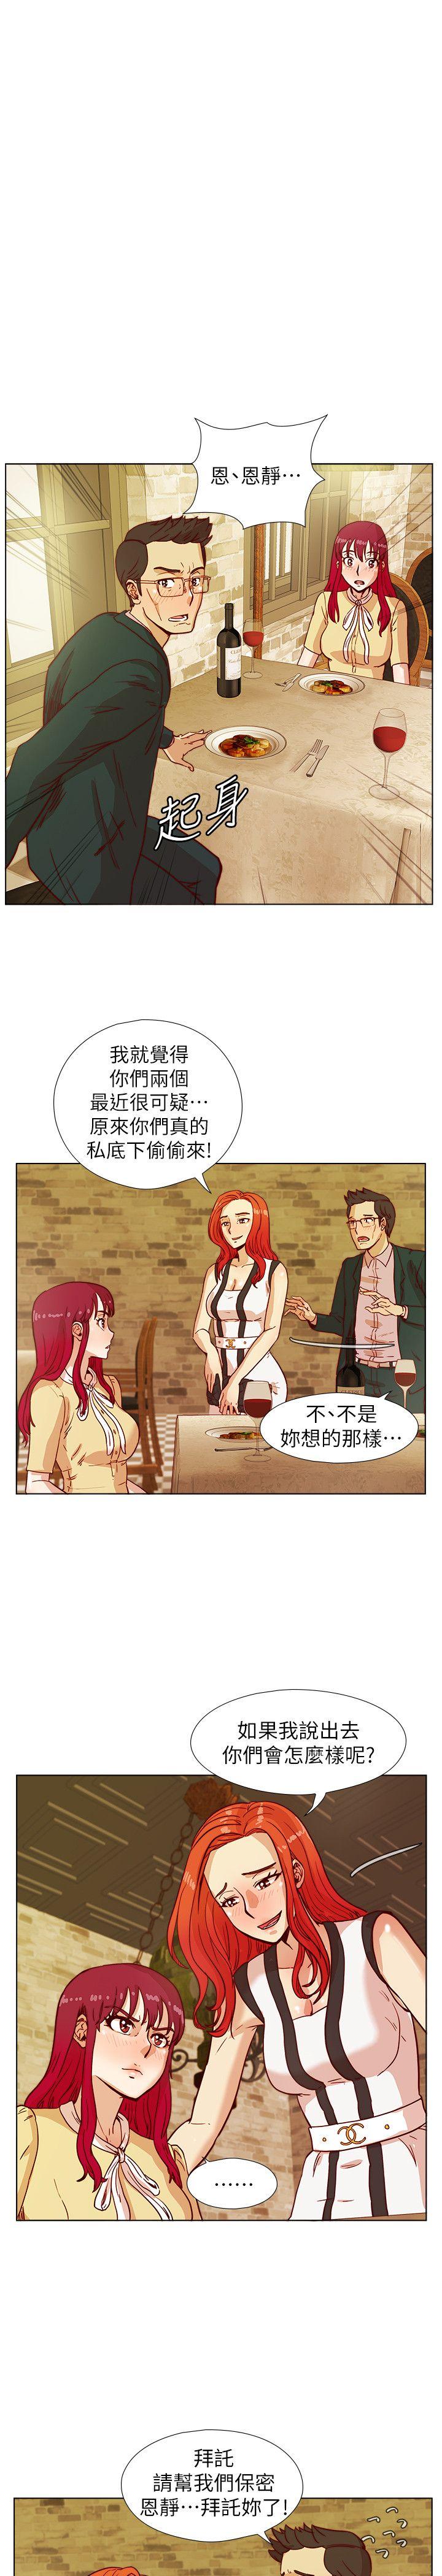 恩、恩靜⋯
起身
我就覺得
你們兩個
最近很可疑⋯
原來你們真的
私底下偷偷來!
不、不是
妳想的那樣⋯
如果我說出去
你們會怎麼樣呢?
⋯⋯
拜託
請幫我們保密
恩靜⋯拜託妳了!